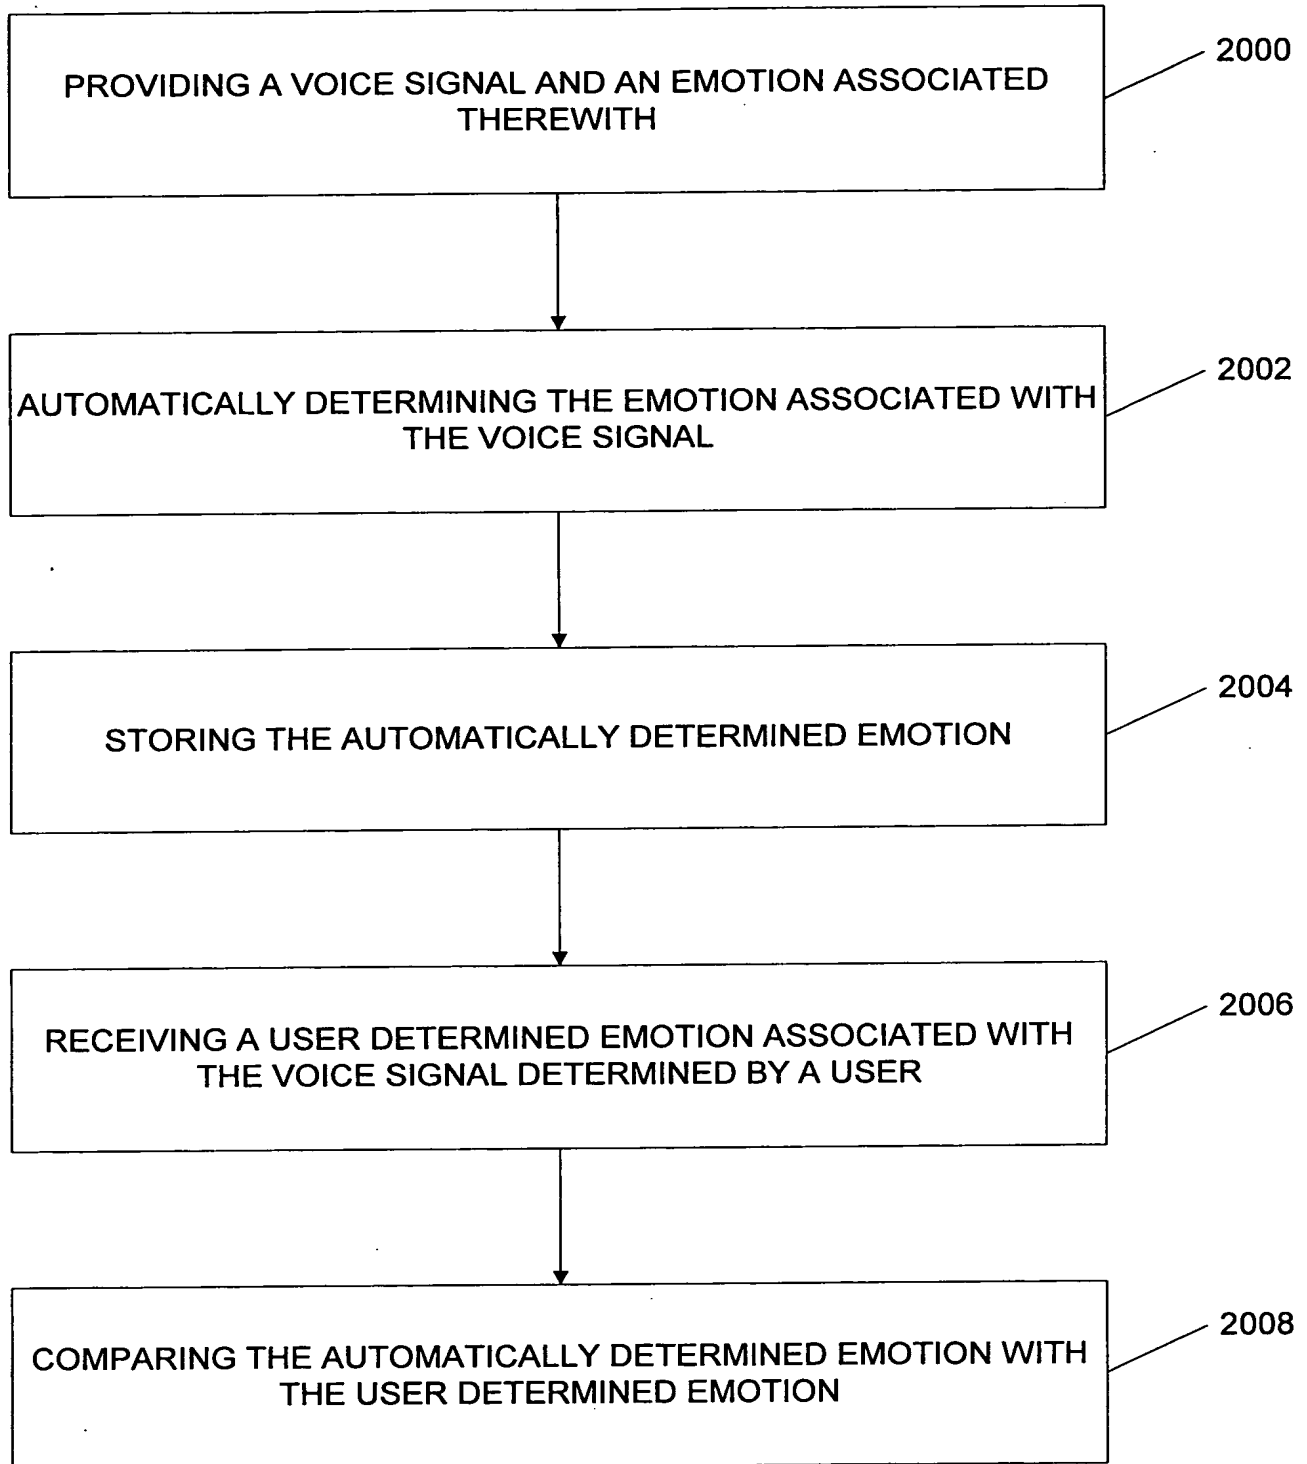 2000
PROVIDING A VOICE SIGNAL AND AN EMOTION ASSOCIATED
THEREWITH
2002
AUTOMATICALLY DETERMINING THE EMOTION ASSOCIATED WITH
THE VOICE SIGNAL
2004
STORING THE AUTOMATICALLY DETERMINED EMOTION
2006
RECEIVING A USER DETERMINED EMOTION ASSOCIATED WITH
THE VOICE SIGNAL DETERMINED BY A USER
2008
COMPARING THE AUTOMATICALLY DETERMINED EMOTION WITH
THE USER DETERMINED EMOTION